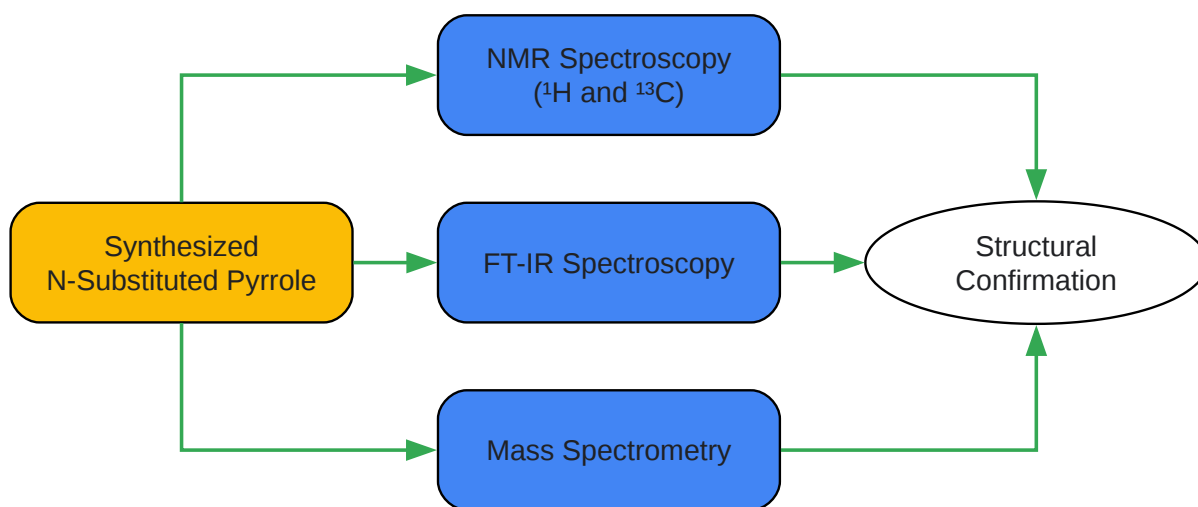 NMR Spectroscopy
(¹H and ¹³C)
Synthesized
N-Substituted Pyrrole
FT-IR Spectroscopy
Structural
Confirmation
Mass Spectrometry